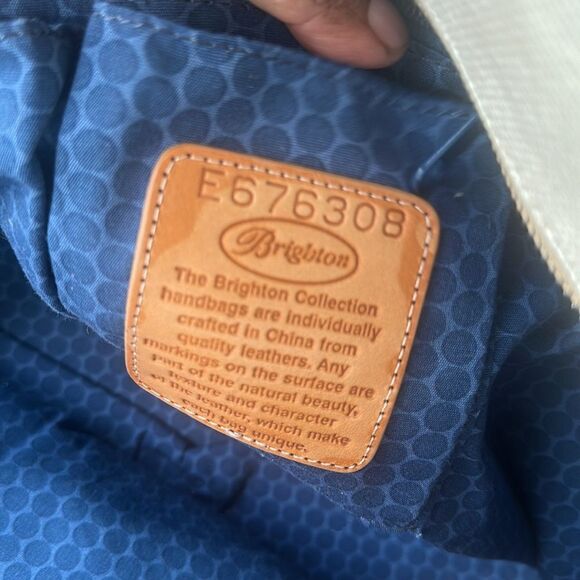 E676308
Brighton
The Brighton Collection
handbags are individually
crafted in China from
quality leathers. Any
markings on the surface are
part of the natural beauty,
texture and character
of the leather, which make
each bag unique.